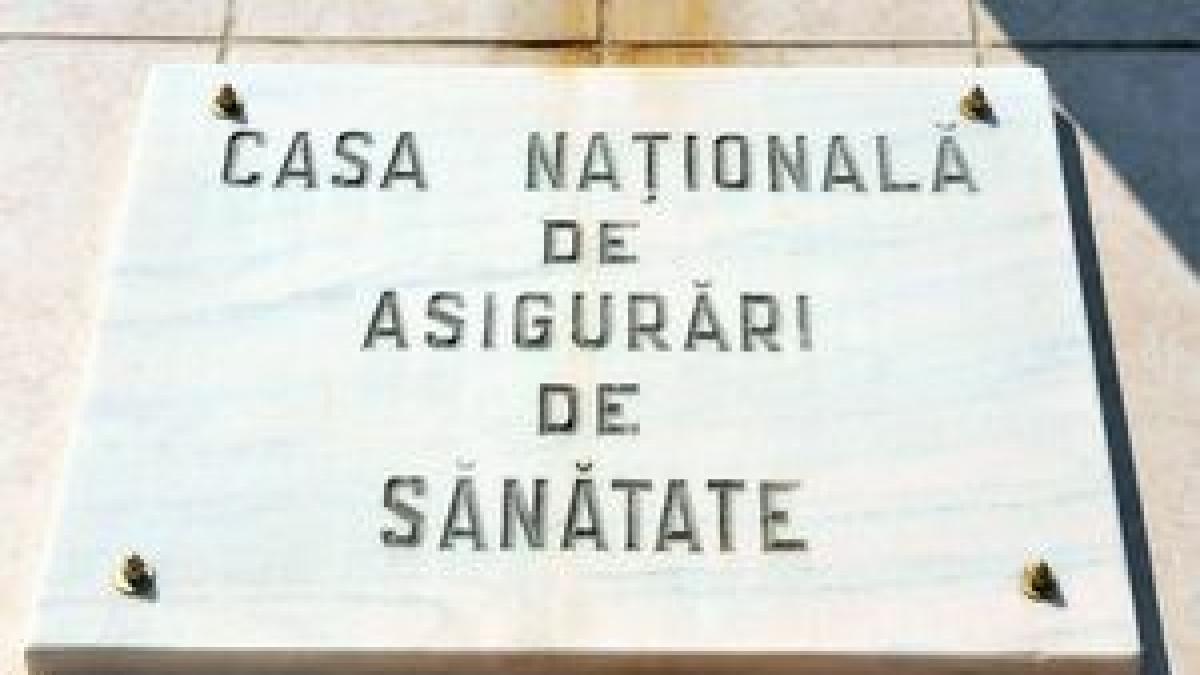 CASA NAȚIONALĂ
DE
ASIGURĂRI
DE
SĂNĂTATE